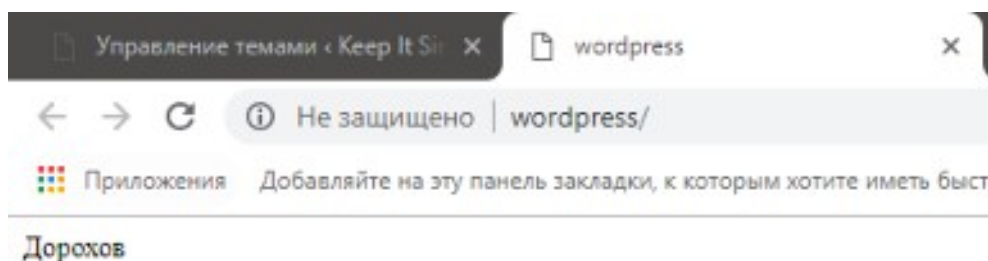 Управление темами ‹ Keep It Sir wordpress
Не защищено | wordpress/
Приложения Добавляйте на эту панель закладки, к которым хотите иметь быст
Дорохов